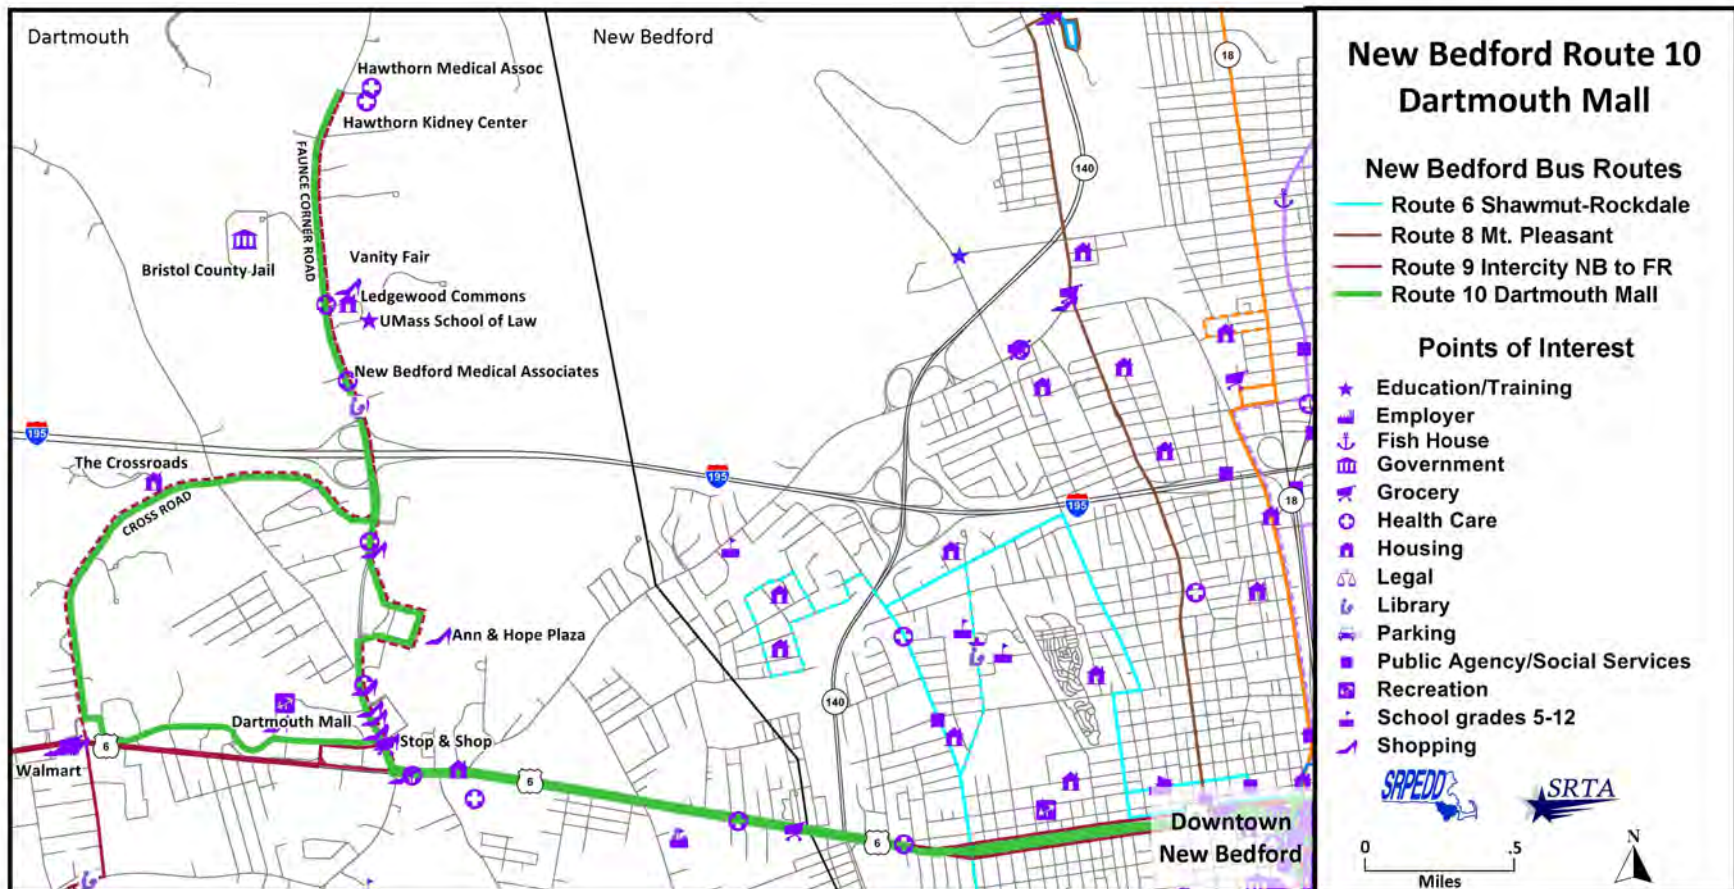 Dartmouth
New Bedford
Hawthorn Medical Assoc
Hawthorn Kidney Center
FAUNCE CORNER ROAD
Bristol County Jail
Vanity Fair
Ledgewood Commons
UMass School of Law
New Bedford Medical Associates
18
140
195
The Crossroads
195
195
18
CROSS ROAD
Ann & Hope Plaza
Dartmouth Mall
Stop & Shop
6
Walmart
6
140
6
Downtown
New Bedford
New Bedford Route 10
Dartmouth Mall
New Bedford Bus Routes
Route 6 Shawmut-Rockdale
Route 8 Mt. Pleasant
Route 9 Intercity NB to FR
Route 10 Dartmouth Mall
Points of Interest
Education/Training
Employer
Fish House
Government
Grocery
Health Care
Housing
Legal
Library
Parking
Public Agency/Social Services
Recreation
School grades 5-12
Shopping
SRPEDD
SRTA
0 .5
Miles
N